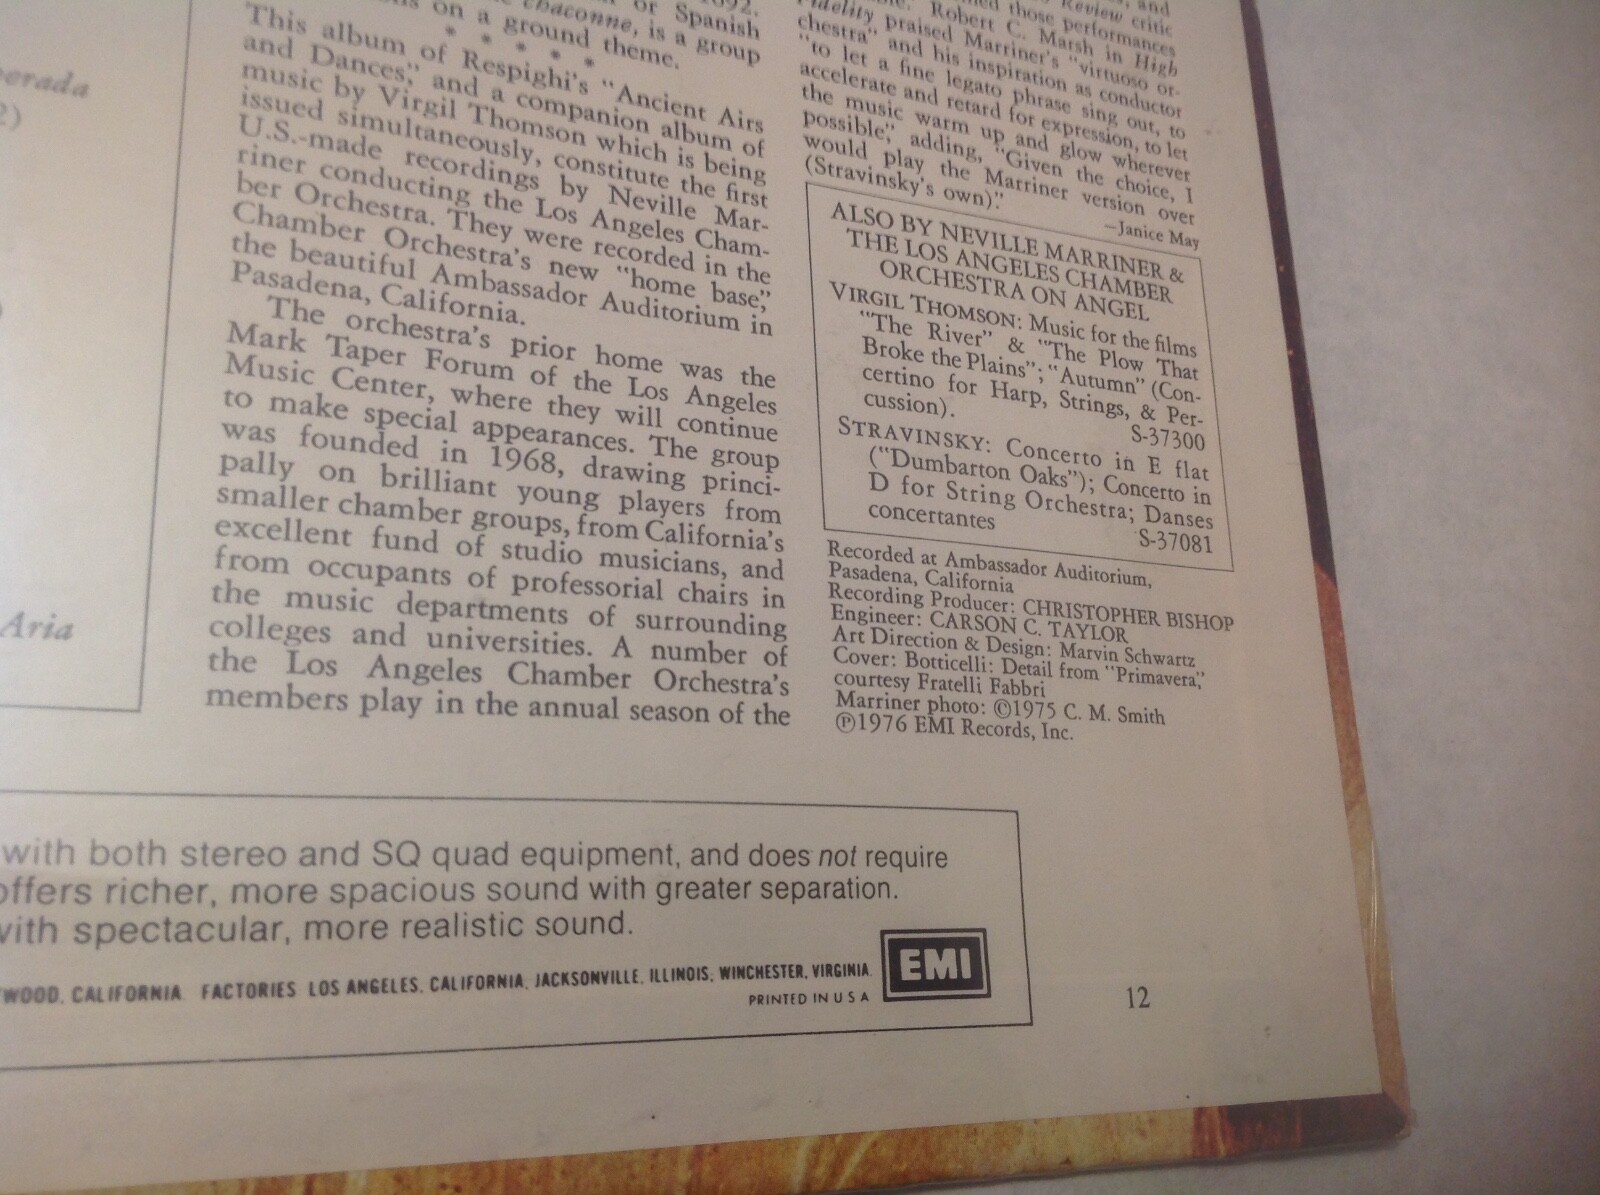 erada
2)
Aria
1692.
or Spanish
chaconne, is a group
on a ground theme.
* * * *
This album of Respighi's "Ancient Airs
and Dances," and a companion album of
music by Virgil Thomson which is being
issued simultaneously, constitute the first
U.S.-made recordings by Neville Mar-
riner conducting the Los Angeles Cham-
ber Orchestra. They were recorded in the
Chamber Orchestra's new "home base,"
the beautiful Ambassador Auditorium in
Pasadena, California.
The orchestra's prior home was the
Mark Taper Forum of the Los Angeles
Music Center, where they will continue
to make special appearances. The group
was founded in 1968, drawing princi-
pally on brilliant young players from
smaller chamber groups, from California's
excellent fund of studio musicians, and
from occupants of professorial chairs in
the music departments of surrounding
colleges and universities. A number of
the Los Angeles Chamber Orchestra's
members play in the annual season of the
and
Review critic
those performances
Robert C. Marsh in High
Fidelity praised Marriner's "virtuoso or-
chestra" and his inspiration as conductor
"to let a fine legato phrase sing out, to
accelerate and retard for expression, to let
the music warm up and glow wherever
possible", adding, "Given the choice, I
would play the Marriner version over
(Stravinsky's own)."
—Janice May
ALSO BY NEVILLE MARRINER &
THE LOS ANGELES CHAMBER
ORCHESTRA ON ANGEL
VIRGIL THOMSON: Music for the films
"The River" & "The Plow That
Broke the Plains"; "Autumn" (Con-
certino for Harp, Strings, & Per-
cussion).
S-37300
STRAVINSKY: Concerto in E flat
("Dumbarton Oaks"); Concerto in
D for String Orchestra; Danses
concertantes
S-37081
Recorded at Ambassador Auditorium,
Pasadena, California
Recording Producer: CHRISTOPHER BISHOP
Engineer: CARSON C. TAYLOR
Art Direction & Design: Marvin Schwartz
Cover: Botticelli: Detail from "Primavera,"
courtesy Fratelli Fabbri
Marriner photo: ©1975 C. M. Smith
℗1976 EMI Records, Inc.
with both stereo and SQ quad equipment, and does not require
offers richer, more spacious sound with greater separation.
with spectacular, more realistic sound.
WOOD, CALIFORNIA. FACTORIES LOS ANGELES, CALIFORNIA, JACKSONVILLE, ILLINOIS, WINCHESTER, VIRGINIA.
PRINTED IN U S A
EMI
12